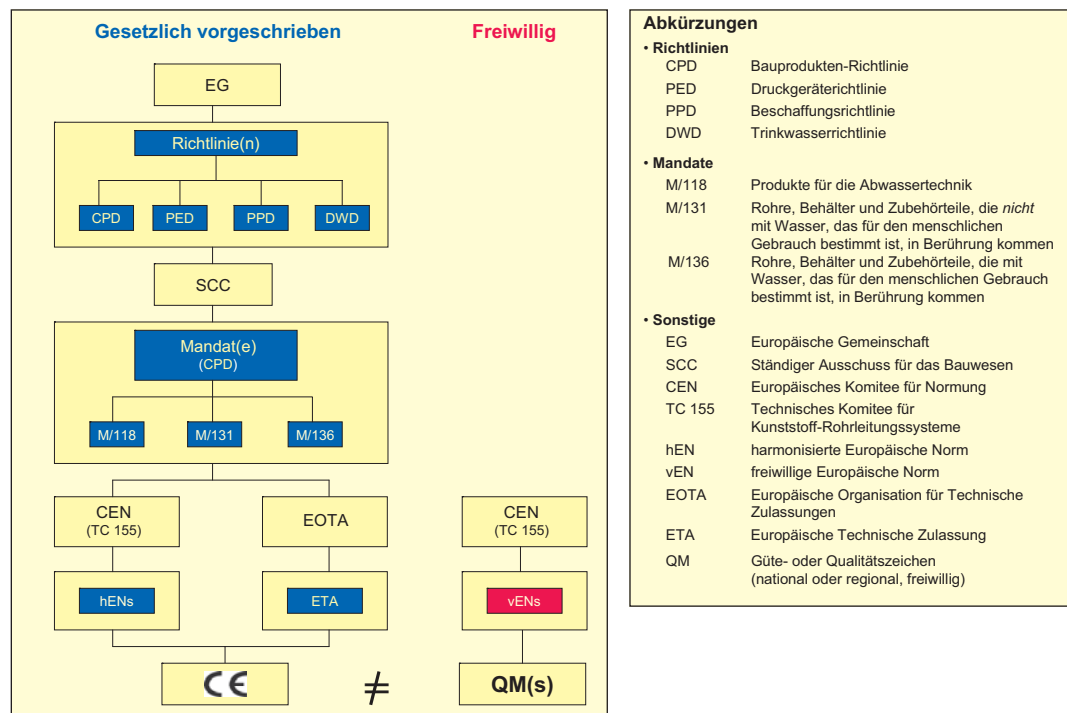 Gesetzlich vorgeschrieben
Freiwillig
EG
Richtlinie(n)
CPD
PED
PPD
DWD
SCC
Mandat(e)
(CPD)
M/118
M/131
M/136
CEN
(TC 155)
EOTA
CEN
(TC 155)
hENs
ETA
vENs
CE
≠
QM(s)
Abkürzungen
• Richtlinien
CPD Bauprodukten-Richtlinie
PED Druckgeräterichtlinie
PPD Beschaffungsrichtlinie
DWD Trinkwasserrichtlinie
• Mandate
M/118 Produkte für die Abwassertechnik
M/131 Rohre, Behälter und Zubehörteile, die nicht
mit Wasser, das für den menschlichen
Gebrauch bestimmt ist, in Berührung kommen
M/136 Rohre, Behälter und Zubehörteile, die mit
Wasser, das für den menschlichen Gebrauch
bestimmt ist, in Berührung kommen
• Sonstige
EG Europäische Gemeinschaft
SCC Ständiger Ausschuss für das Bauwesen
CEN Europäisches Komitee für Normung
TC 155 Technisches Komitee für
Kunststoff-Rohrleitungssysteme
hEN harmonisierte Europäische Norm
vEN freiwillige Europäische Norm
EOTA Europäische Organisation für Technische
Zulassungen
ETA Europäische Technische Zulassung
QM Güte- oder Qualitätszeichen
(national oder regional, freiwillig)